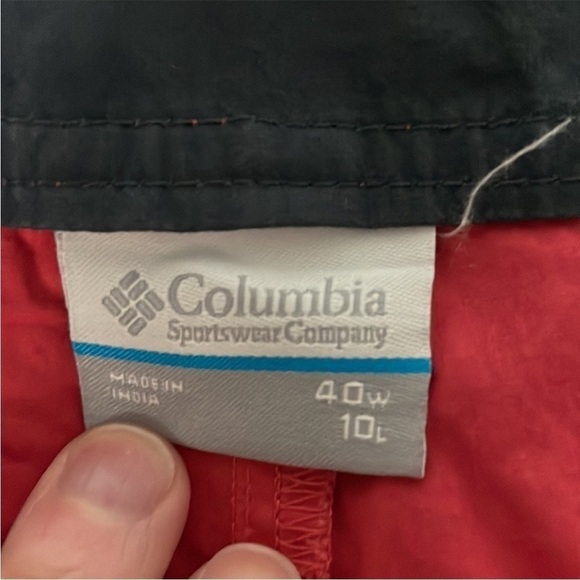 Columbia
Sportswear Company
MADE IN
INDIA
40W
10L